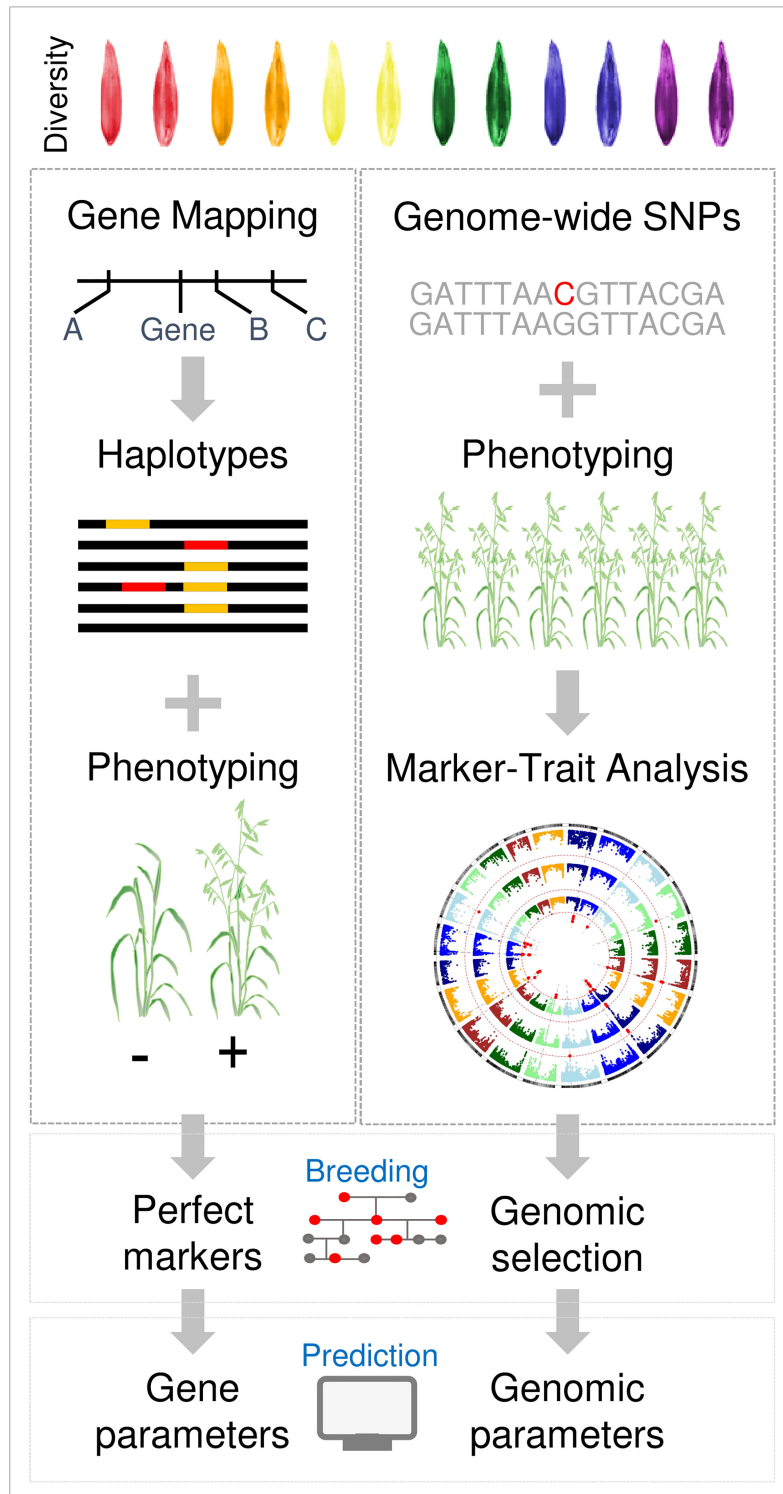 Diversity
Gene Mapping
A Gene B C
Haplotypes
+
Phenotyping
- +
Genome-wide SNPs
GATTTAACGTTACGA
GATTTAAGGTTACGA
+
Phenotyping
Marker-Trait Analysis
Breeding
Perfect
markers
Genomic
selection
Prediction
Gene
parameters
Genomic
parameters